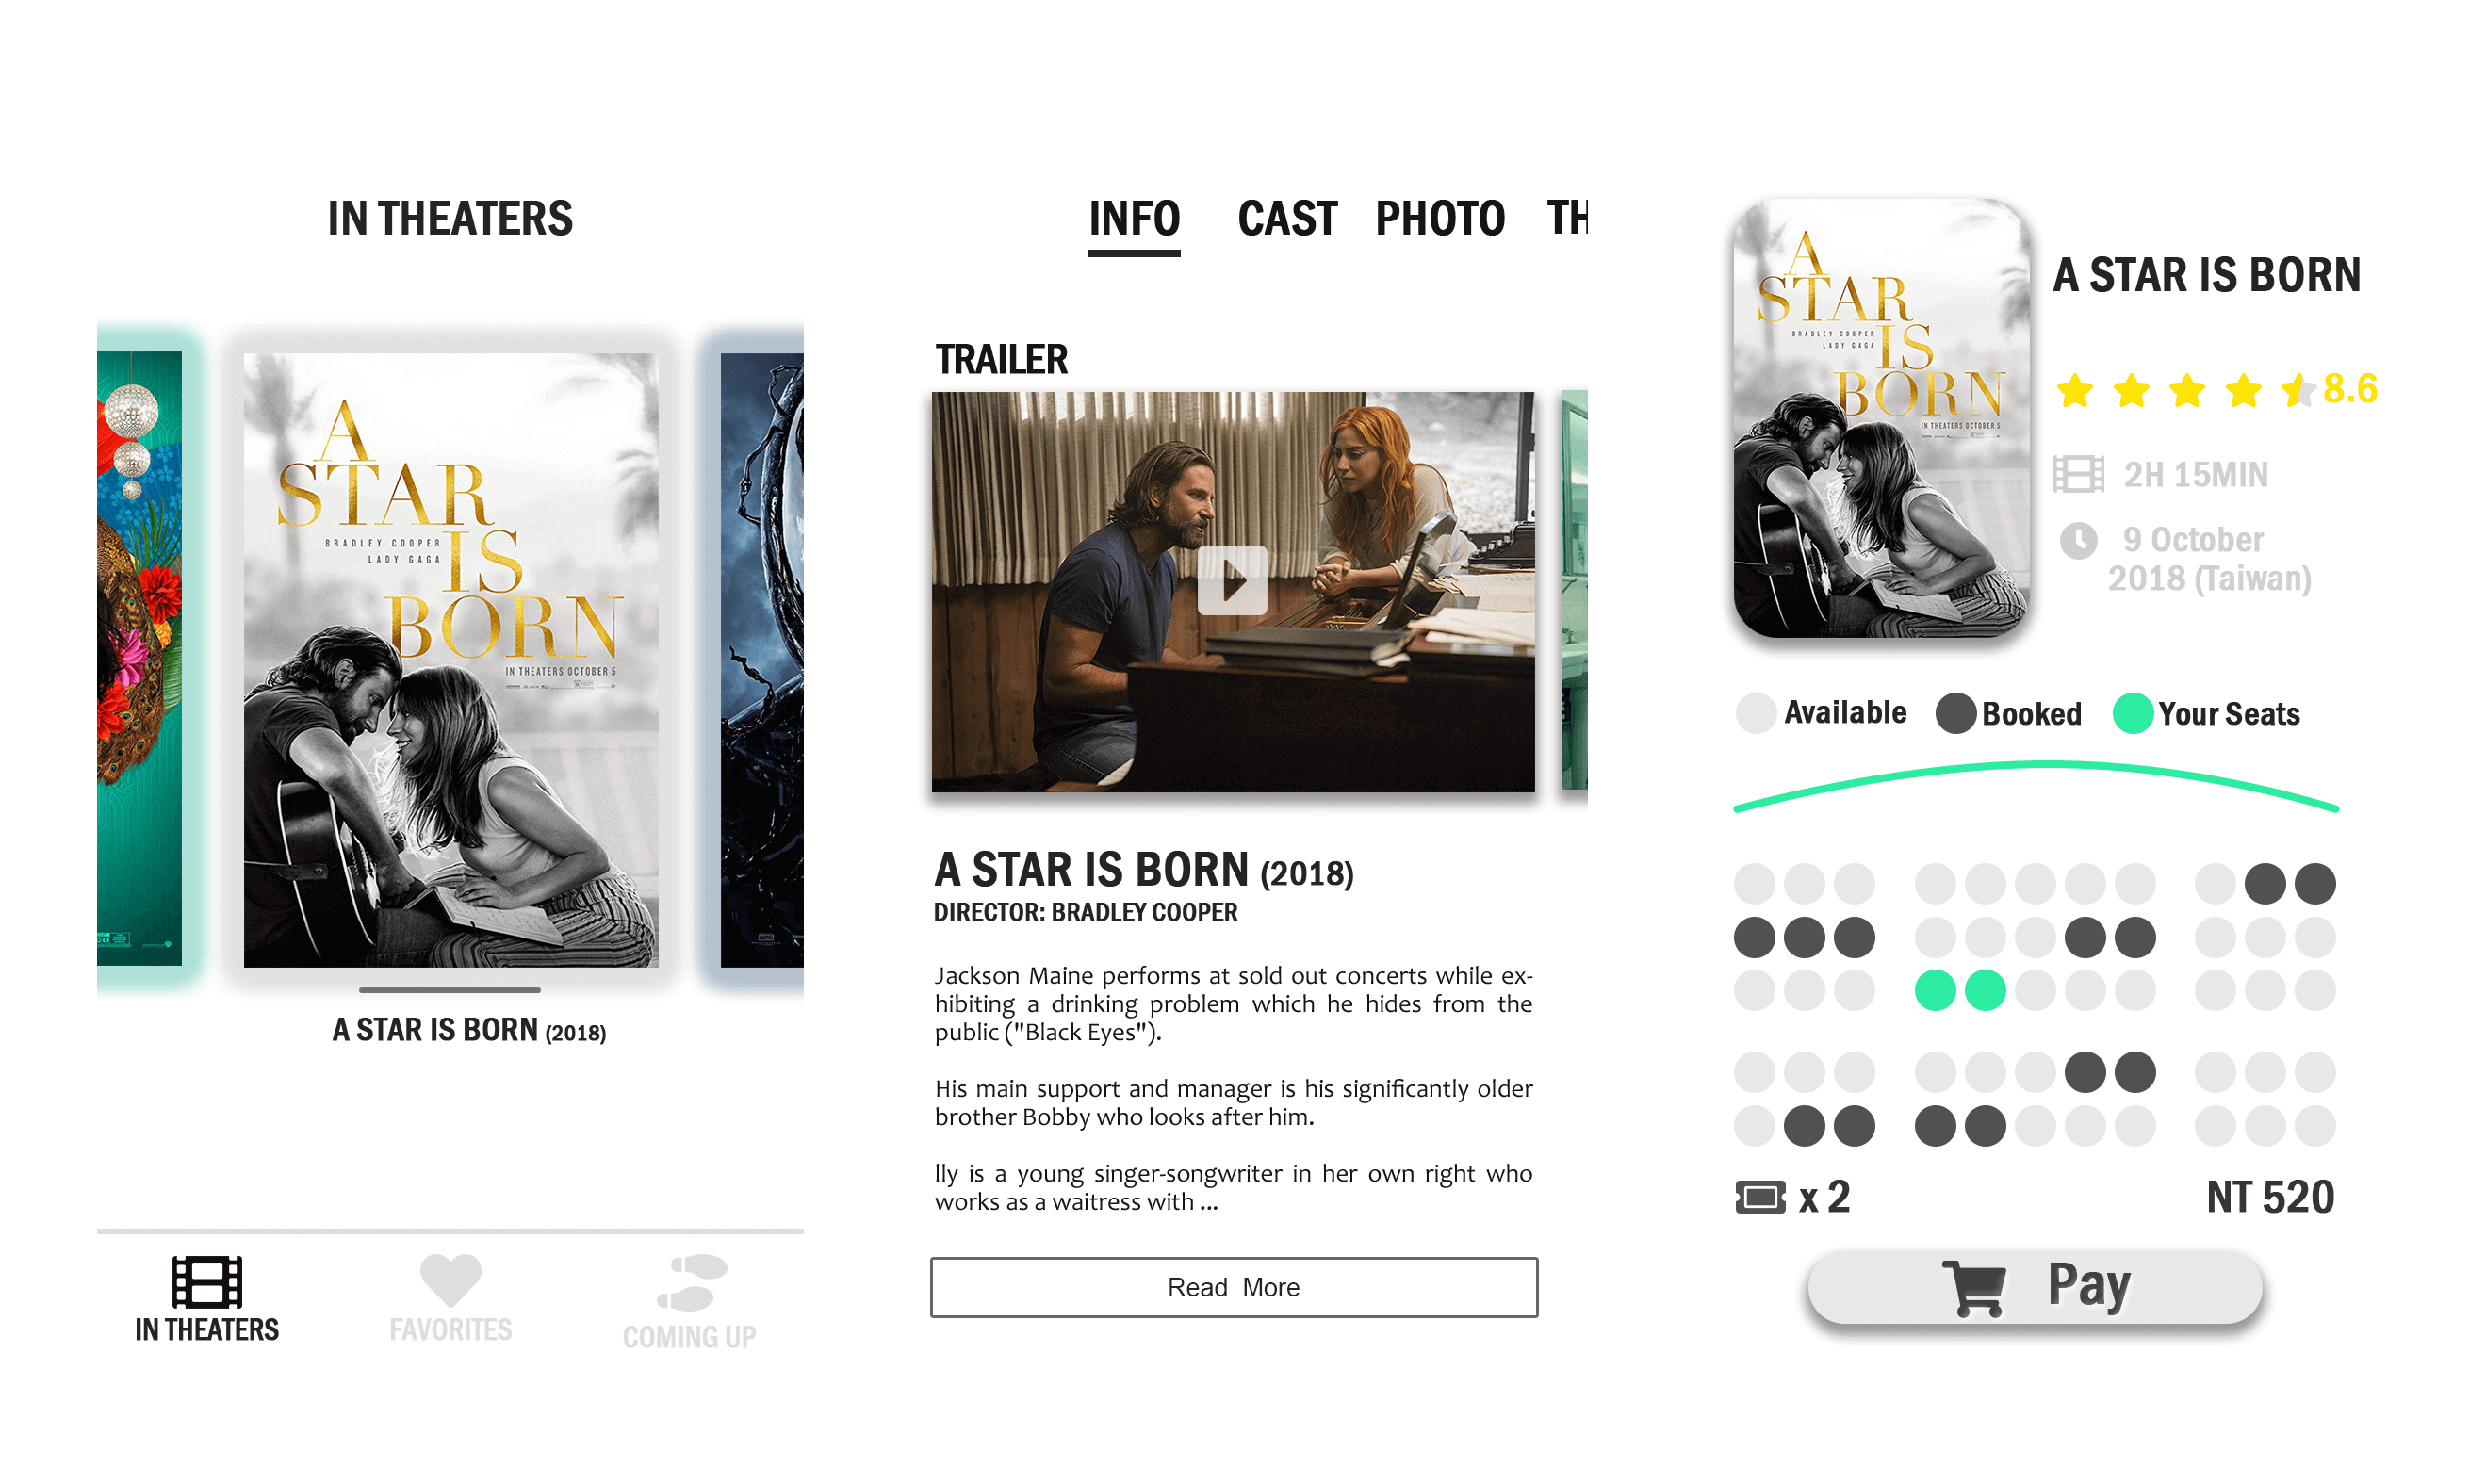 IN THEATERS
A
STAR
IS
BORN
BRADLEY COOPER
LADY GAGA
IN THEATERS OCTOBER 5
A STAR IS BORN (2018)
IN THEATERS
FAVORITES
COMING UP
INFO
CAST
PHOTO
TH
TRAILER
A STAR IS BORN (2018)
DIRECTOR: BRADLEY COOPER
Jackson Maine performs at sold out concerts while ex-
hibiting a drinking problem which he hides from the
public ("Black Eyes").
His main support and manager is his significantly older
brother Bobby who looks after him.
lly is a young singer-songwriter in her own right who
works as a waitress with ...
Read More
A
STAR
IS
BORN
BRADLEY COOPER
LADY GAGA
IN THEATERS OCTOBER 5
A STAR IS BORN
8.6
2H 15MIN
9 October
2018 (Taiwan)
Available
Booked
Your Seats
x 2
NT 520
Pay